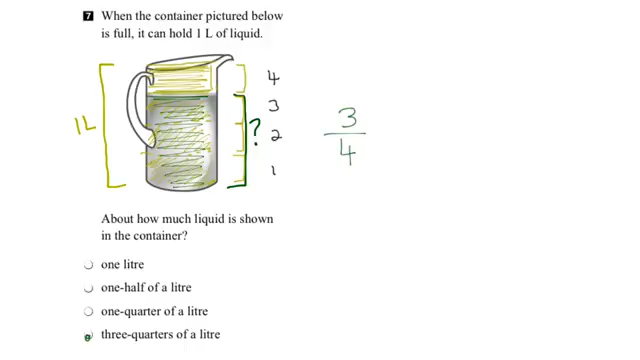 7 When the container pictured below
is full, it can hold 1 L of liquid.
4
3
1L
?
2
1
3
4
About how much liquid is shown
in the container?
one litre
one-half of a litre
one-quarter of a litre
three-quarters of a litre